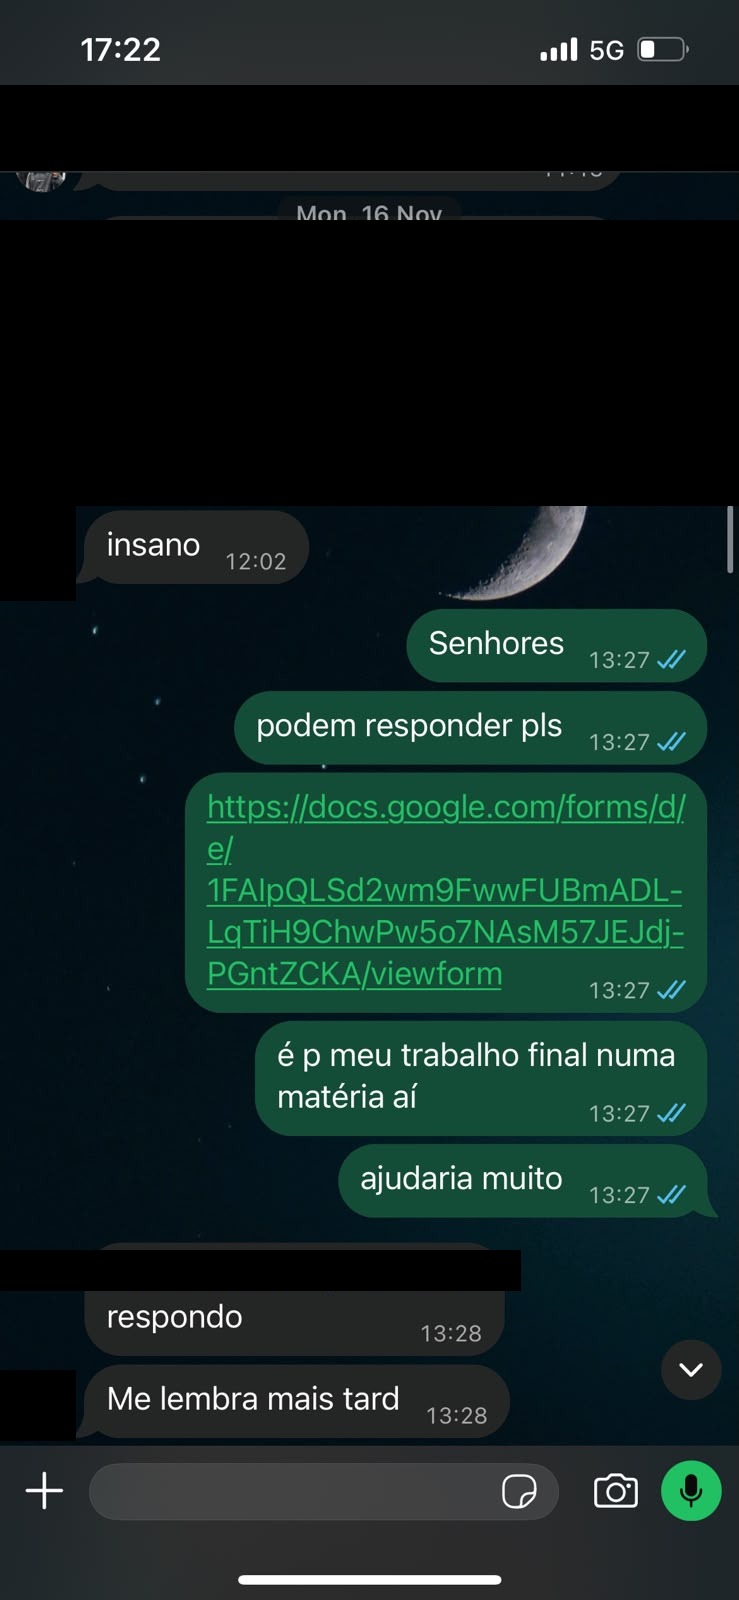 17:22
5G
Mon, 16 Nov
insano 12:02
Senhores 13:27
podem responder pls 13:27
https://docs.google.com/forms/d/
e/
1FAIpQLSd2wm9FwwFUBmADL-
LqTiH9ChwPw5o7NAsM57JEJdj-
PGntZCKA/viewform 13:27
é p meu trabalho final numa
matéria aí 13:27
ajudaria muito 13:27
respondo 13:28
Me lembra mais tard 13:28